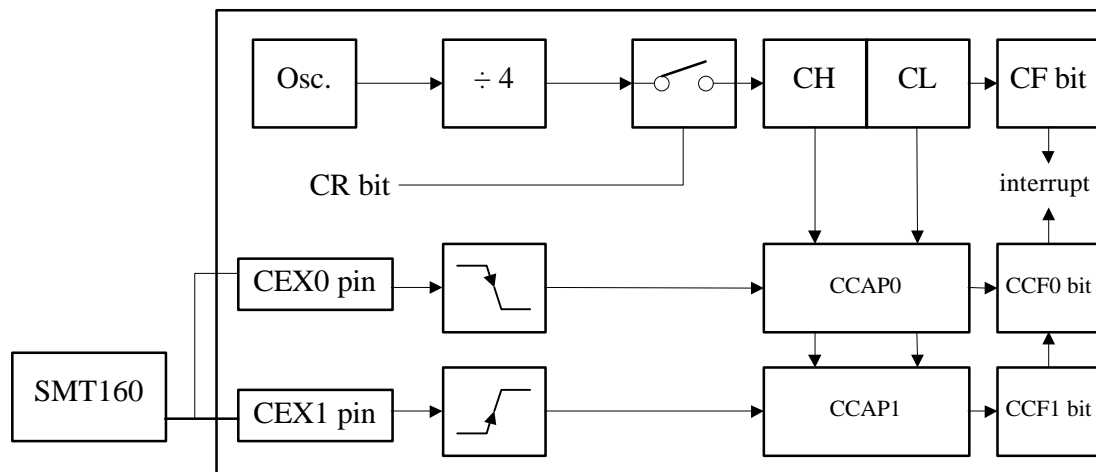 Osc.
÷ 4
CH
CL
CF bit
CR bit
interrupt
CEX0 pin
CCAP0
CCF0 bit
SMT160
CEX1 pin
CCAP1
CCF1 bit